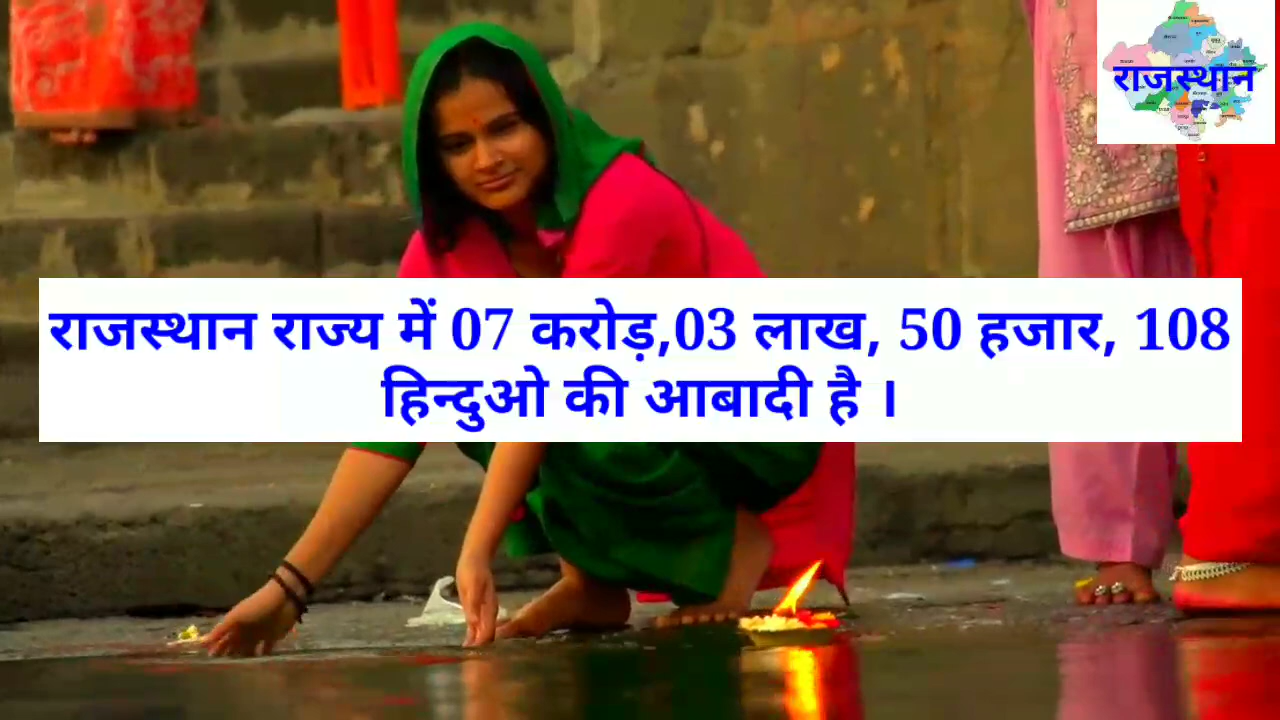 राजस्थान
राजस्थान राज्य में 07 करोड़,03 लाख, 50 हजार, 108
हिन्दुओ की आबादी है ।